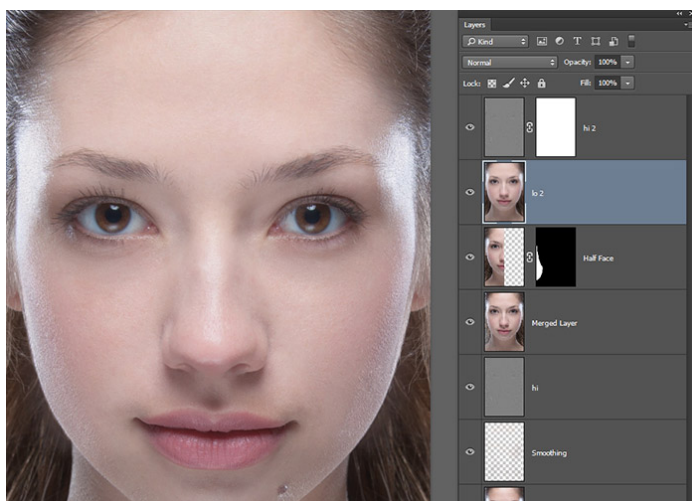 Layers
Kind
Normal Opacity: 100%
Lock: Fill: 100%
hi 2
lo 2
Half Face
Merged Layer
hi
Smoothing